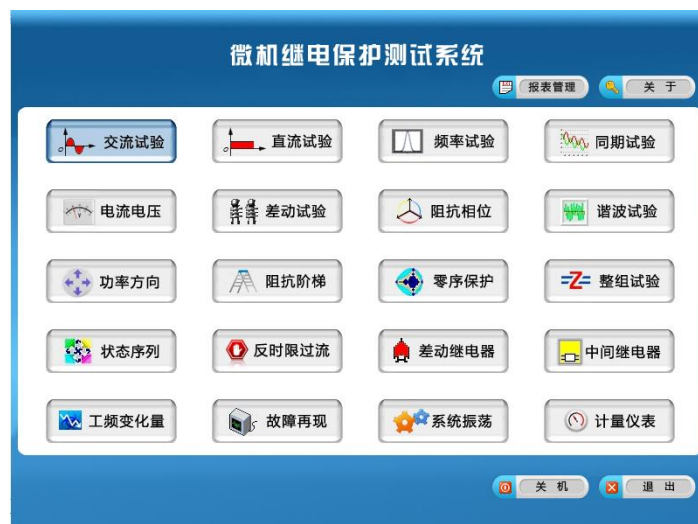 微机继电保护测试系统
报表管理 关 于
交流试验 直流试验 频率试验 同期试验
电流电压 差动试验 阻抗相位 谐波试验
功率方向 阻抗阶梯 零序保护 整组试验
状态序列 反时限过流 差动继电器 中间继电器
工频变化量 故障再现 系统振荡 计量仪表
关 机 退 出